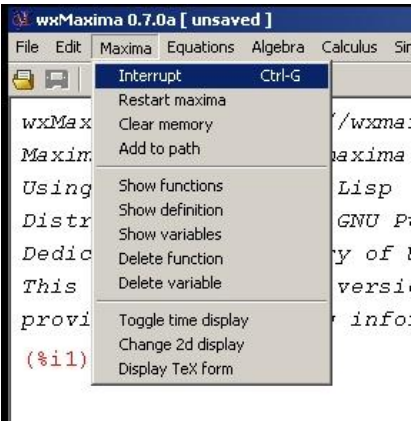 wxMaxima 0.7.0a [ unsaved ]
File Edit Maxima Equations Algebra Calculus
Interrupt Ctrl-G
Restart maxima
Clear memory
Add to path
Show functions
Show definition
Show variables
Delete function
Delete variable
Toggle time display
Change 2d display
Display TeX form
wxMax //wxma
Maxim axima
Using Lisp
Distr GNU P
Dedic y of
This versi
provi info
(%i1)